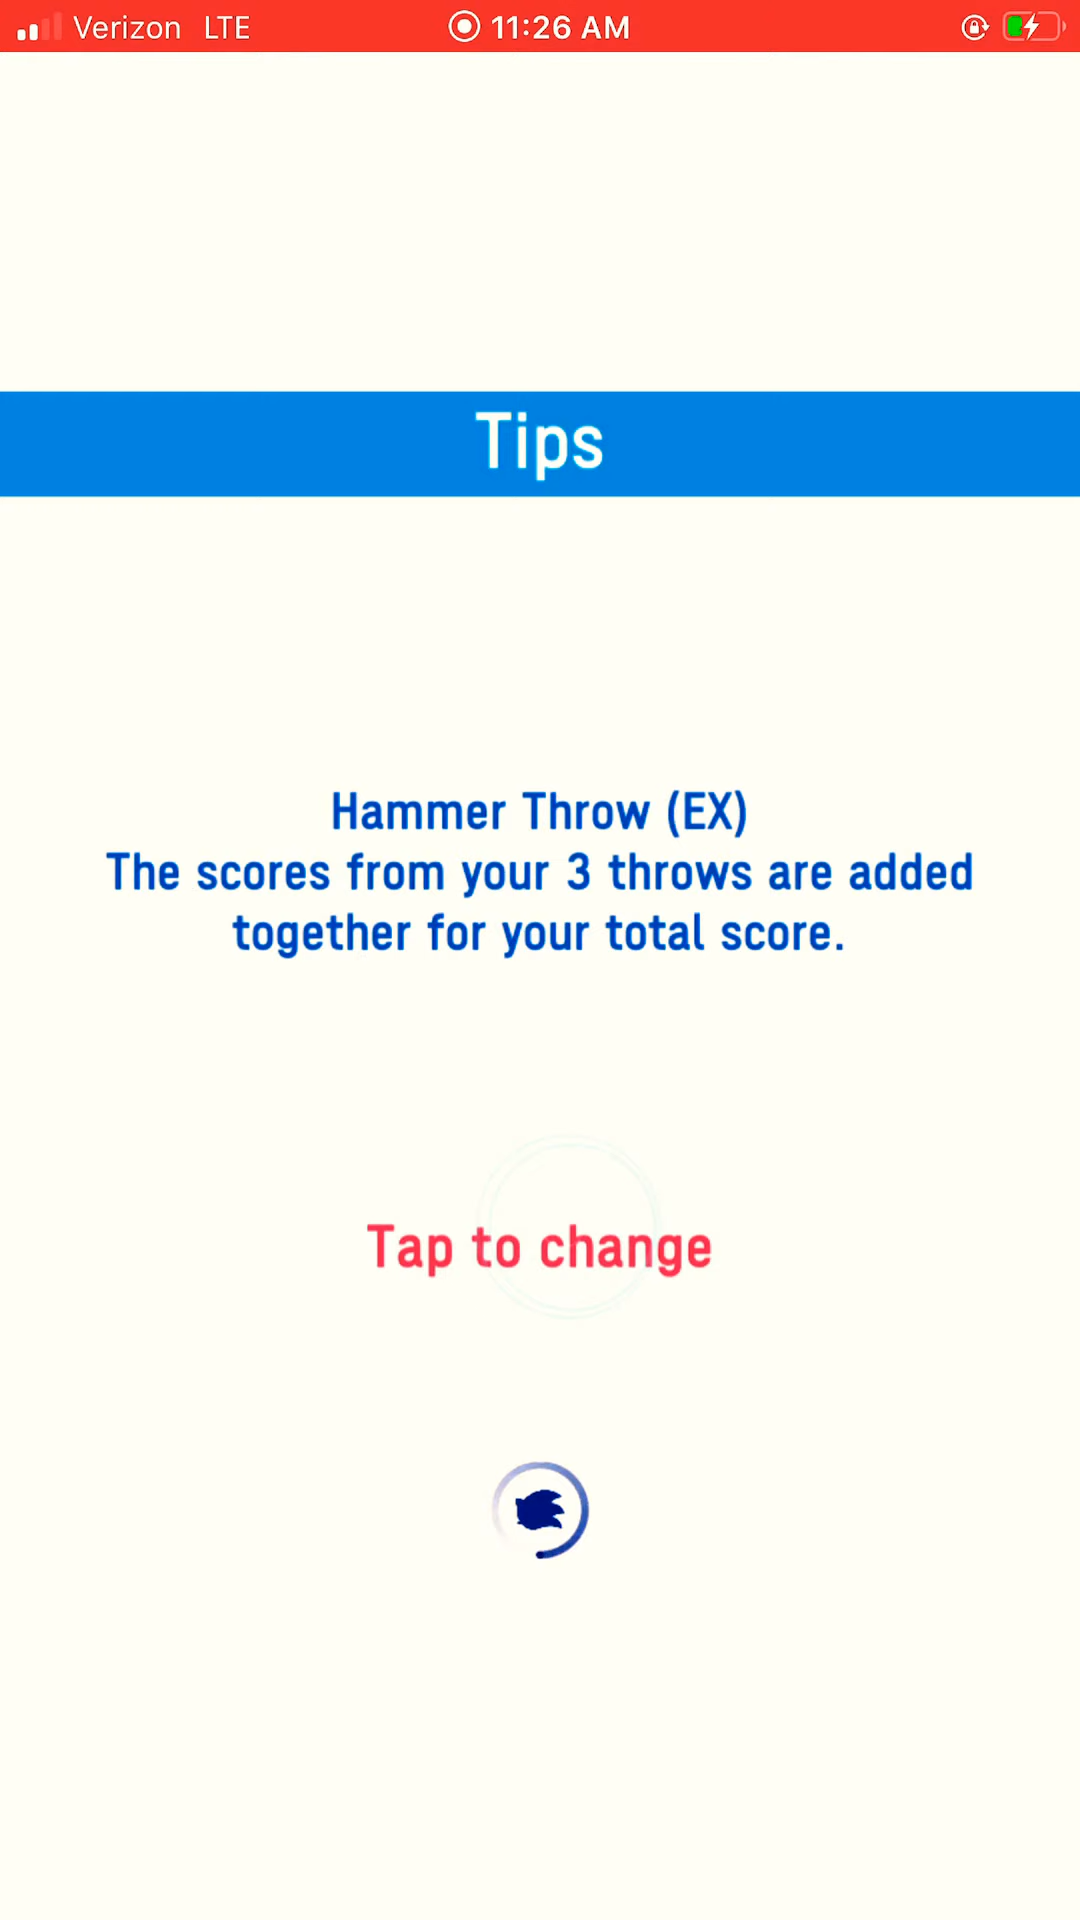 Verizon LTE 11:26 AM
Tips
Hammer Throw (EX)
The scores from your 3 throws are added
together for your total score.
Tap to change